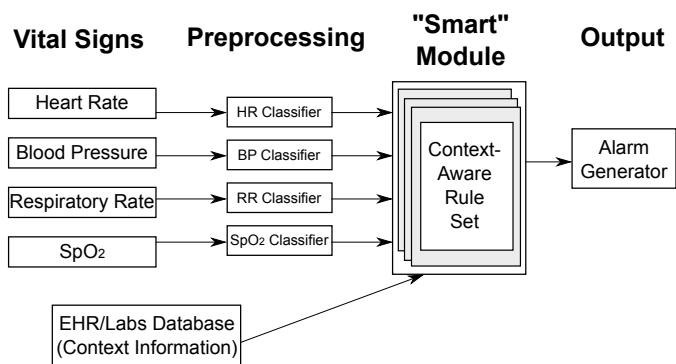 Vital Signs
Preprocessing
"Smart"
Module
Output
Heart Rate
HR Classifier
Blood Pressure
BP Classifier
Respiratory Rate
RR Classifier
SpO2
SpO2 Classifier
Context-
Aware
Rule
Set
Alarm
Generator
EHR/Labs Database
(Context Information)